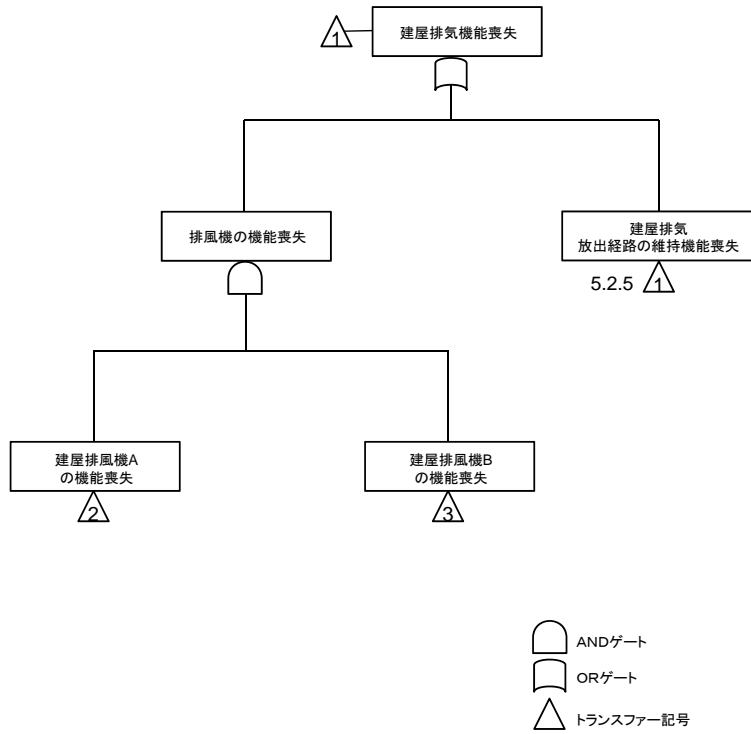 1
建屋排気機能喪失
排風機の機能喪失
建屋排気
放出経路の維持機能喪失
5.2.5 1
建屋排風機A
の機能喪失
2
建屋排風機B
の機能喪失
3
ANDゲート
ORゲート
トランスファー記号